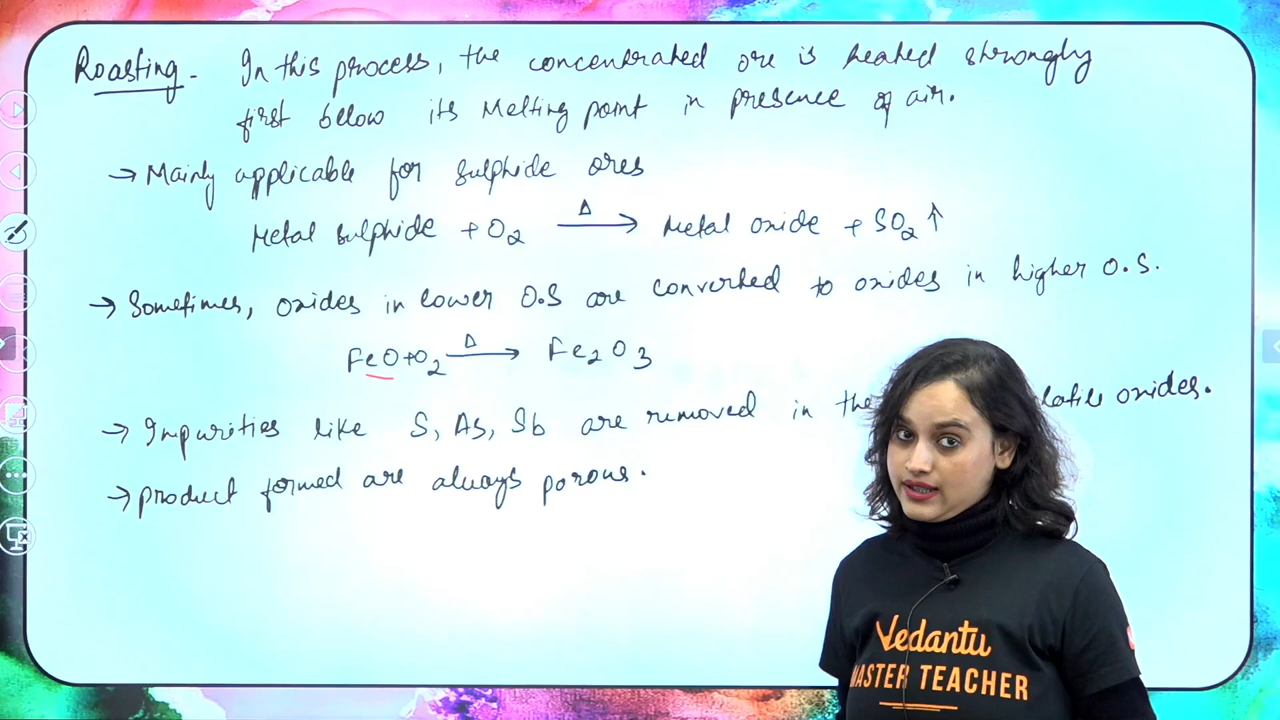 Roasting - In this process, the concentrated ore is heated strongly
first below its Melting point in presence of air.
→ Mainly applicable for Sulphide ores
Metal sulphide + O2 Δ→ Metal oxide + SO2 ↑
→ Sometimes, oxides in lower O.S are converted to oxides in higher O.S.
FeO+O2 Δ→ Fe2O3
→ Impurities like S, As, Sb are removed in the oxides.
→ product formed are always porous.
Vedantu
MASTER TEACHER